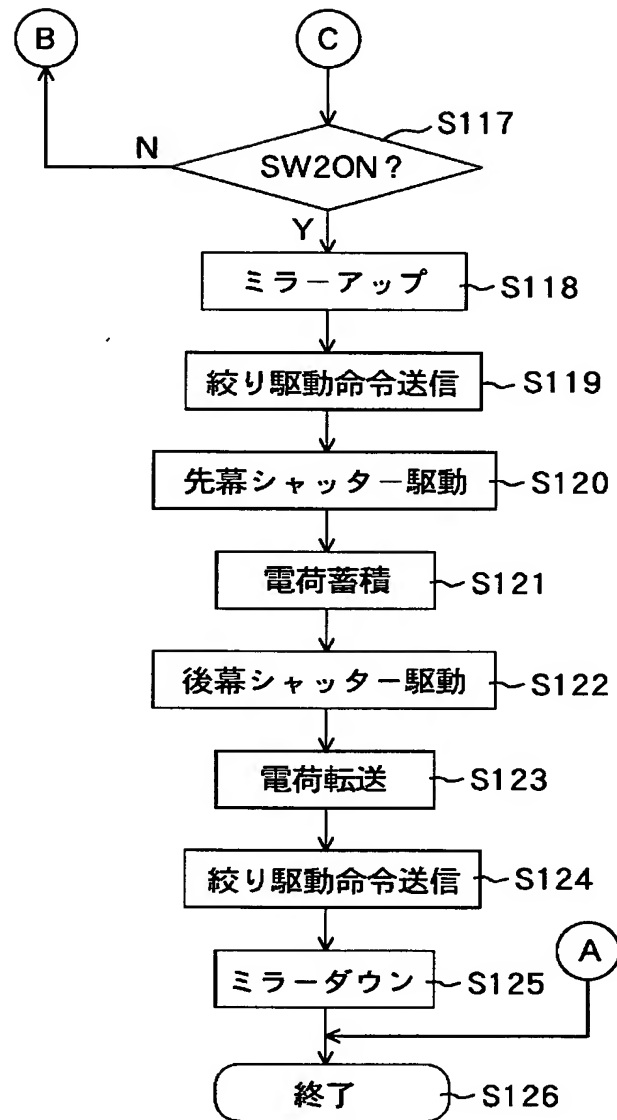 B
C
S117
N
SW2ON?
Y
ミラーアップ
S118
絞り駆動命令送信
S119
先幕シャッター駆動
S120
電荷蓄積
S121
後幕シャッター駆動
S122
電荷転送
S123
絞り駆動命令送信
S124
A
ミラーダウン
S125
終了
S126